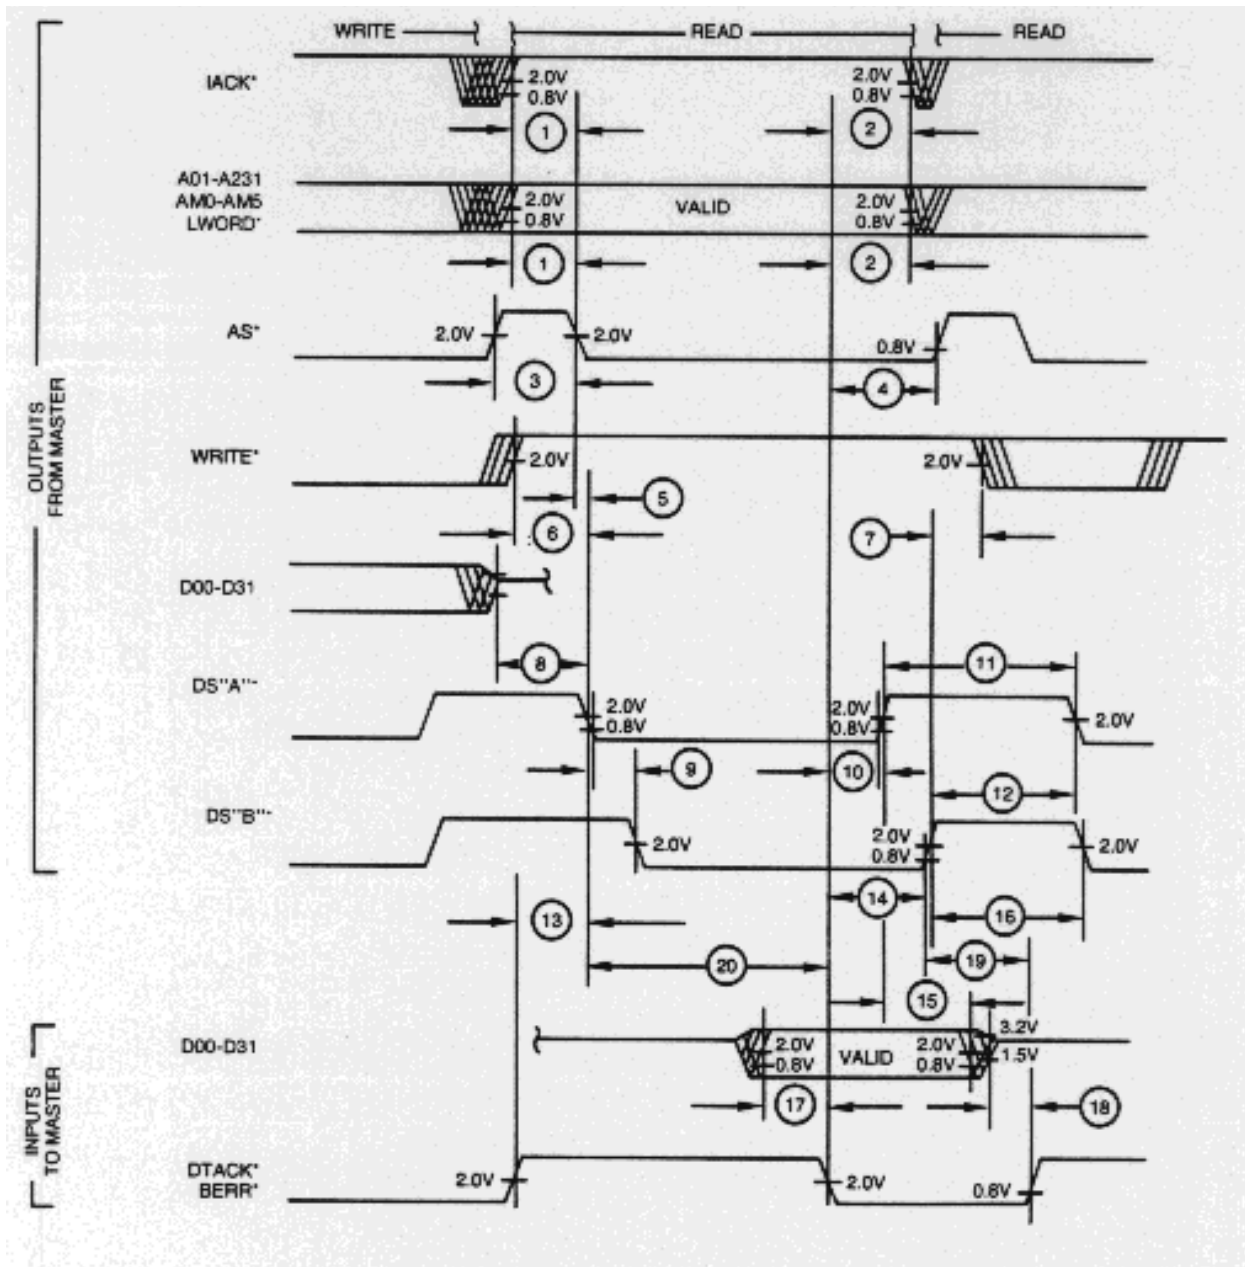 WRITE READ READ
IACK*
2.0V 2.0V
0.8V 0.8V
1 2
A01-A231
AM0-AM5 2.0V VALID 2.0V
LWORD* 0.8V 0.8V
1 2
AS* 2.0V 2.0V 0.8V
3 4
OUTPUTS
FROM MASTER
WRITE* 2.0V 2.0V
5
6 7
D00-D31
8 11
DS"A"*
2.0V 2.0V 2.0V
0.8V 0.8V
9 10
12
DS"B"*
2.0V 2.0V 2.0V
0.8V
13 14 16
20 19
15
INPUTS
TO MASTER
D00-D31 3.2V
2.0V VALID 2.0V 1.5V
0.8V 0.8V
17 18
DTACK*
BERR* 2.0V 2.0V 0.8V